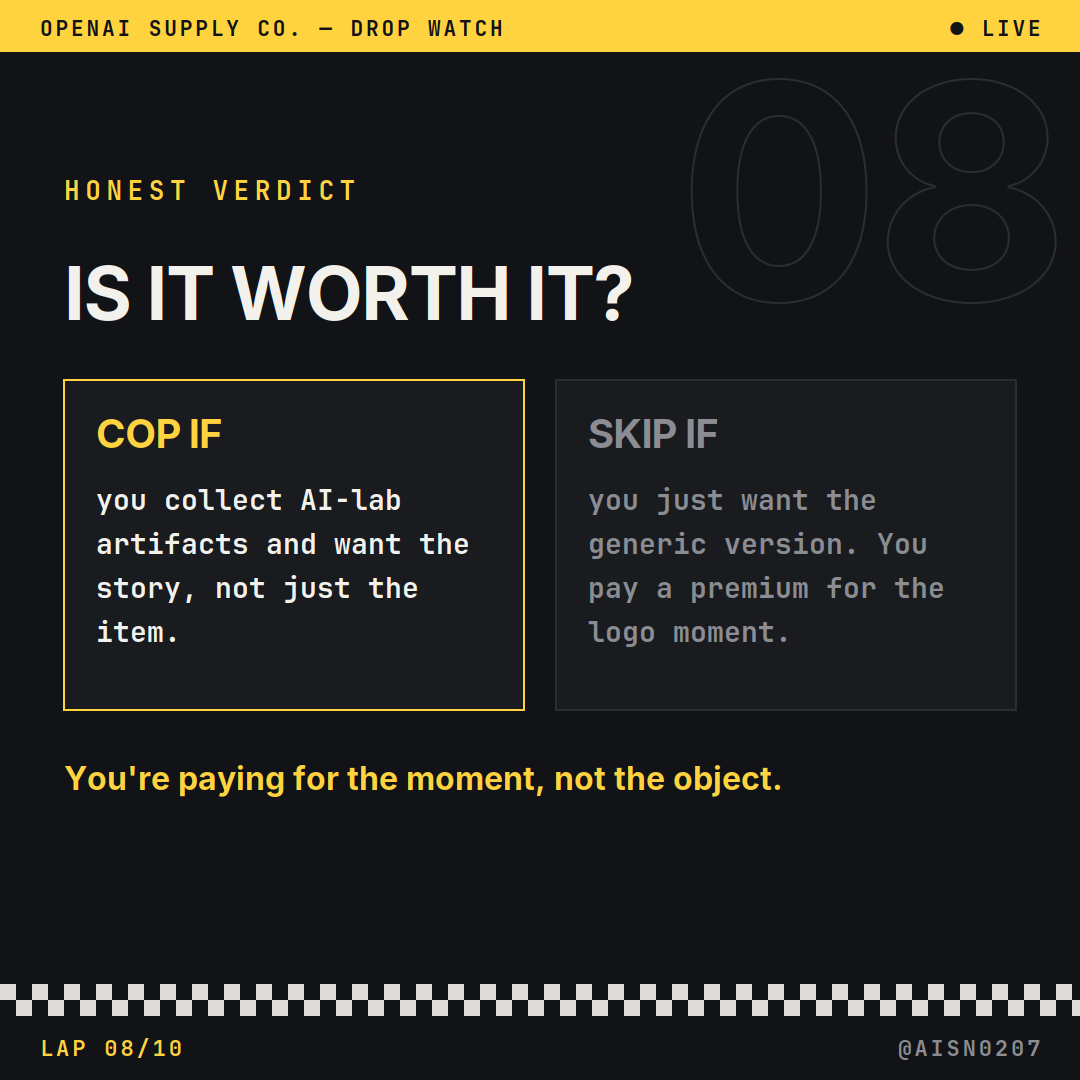 OPENAI SUPPLY CO. — DROP WATCH
● LIVE
08
HONEST VERDICT
IS IT WORTH IT?
COP IF
you collect AI-lab
artifacts and want the
story, not just the
item.
SKIP IF
you just want the
generic version. You
pay a premium for the
logo moment.
You're paying for the moment, not the object.
LAP 08/10
@AISN0207